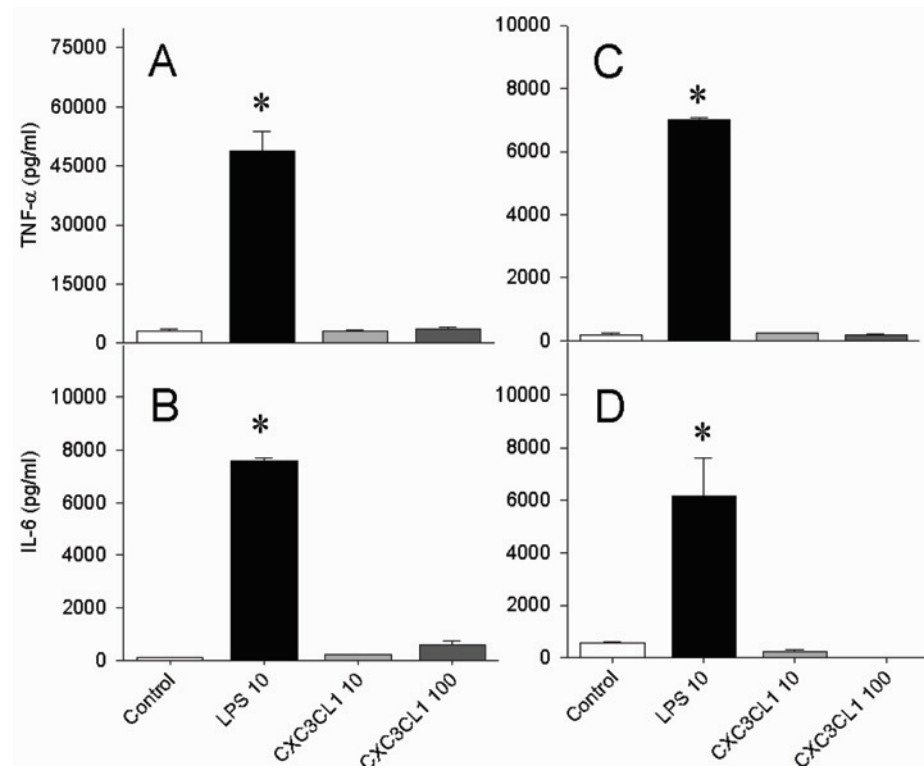 A
TNF-α (pg/ml)
75000
60000
45000
30000
15000
0
*
C
10000
8000
6000
4000
2000
0
*
B
IL-6 (pg/ml)
10000
8000
6000
4000
2000
0
*
Control
LPS 10
CXC3CL1 10
CXC3CL1 100
D
10000
8000
6000
4000
2000
0
*
Control
LPS 10
CXC3CL1 10
CXC3CL1 100